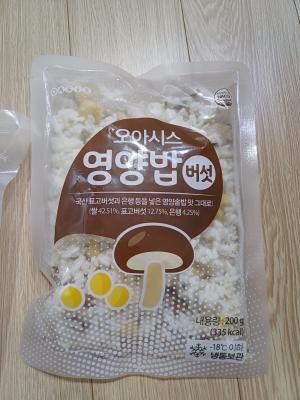 OASIS
HACCP
오아시스
영양밥 버섯
국산 표고버섯과 은행 등을 넣은 영양솥밥 맛 그대로!
(쌀 42.51%, 표고버섯 12.75%, 은행 4.25%)
내용량 : 200 g
(335 kcal)
-18℃ 이하
냉동보관